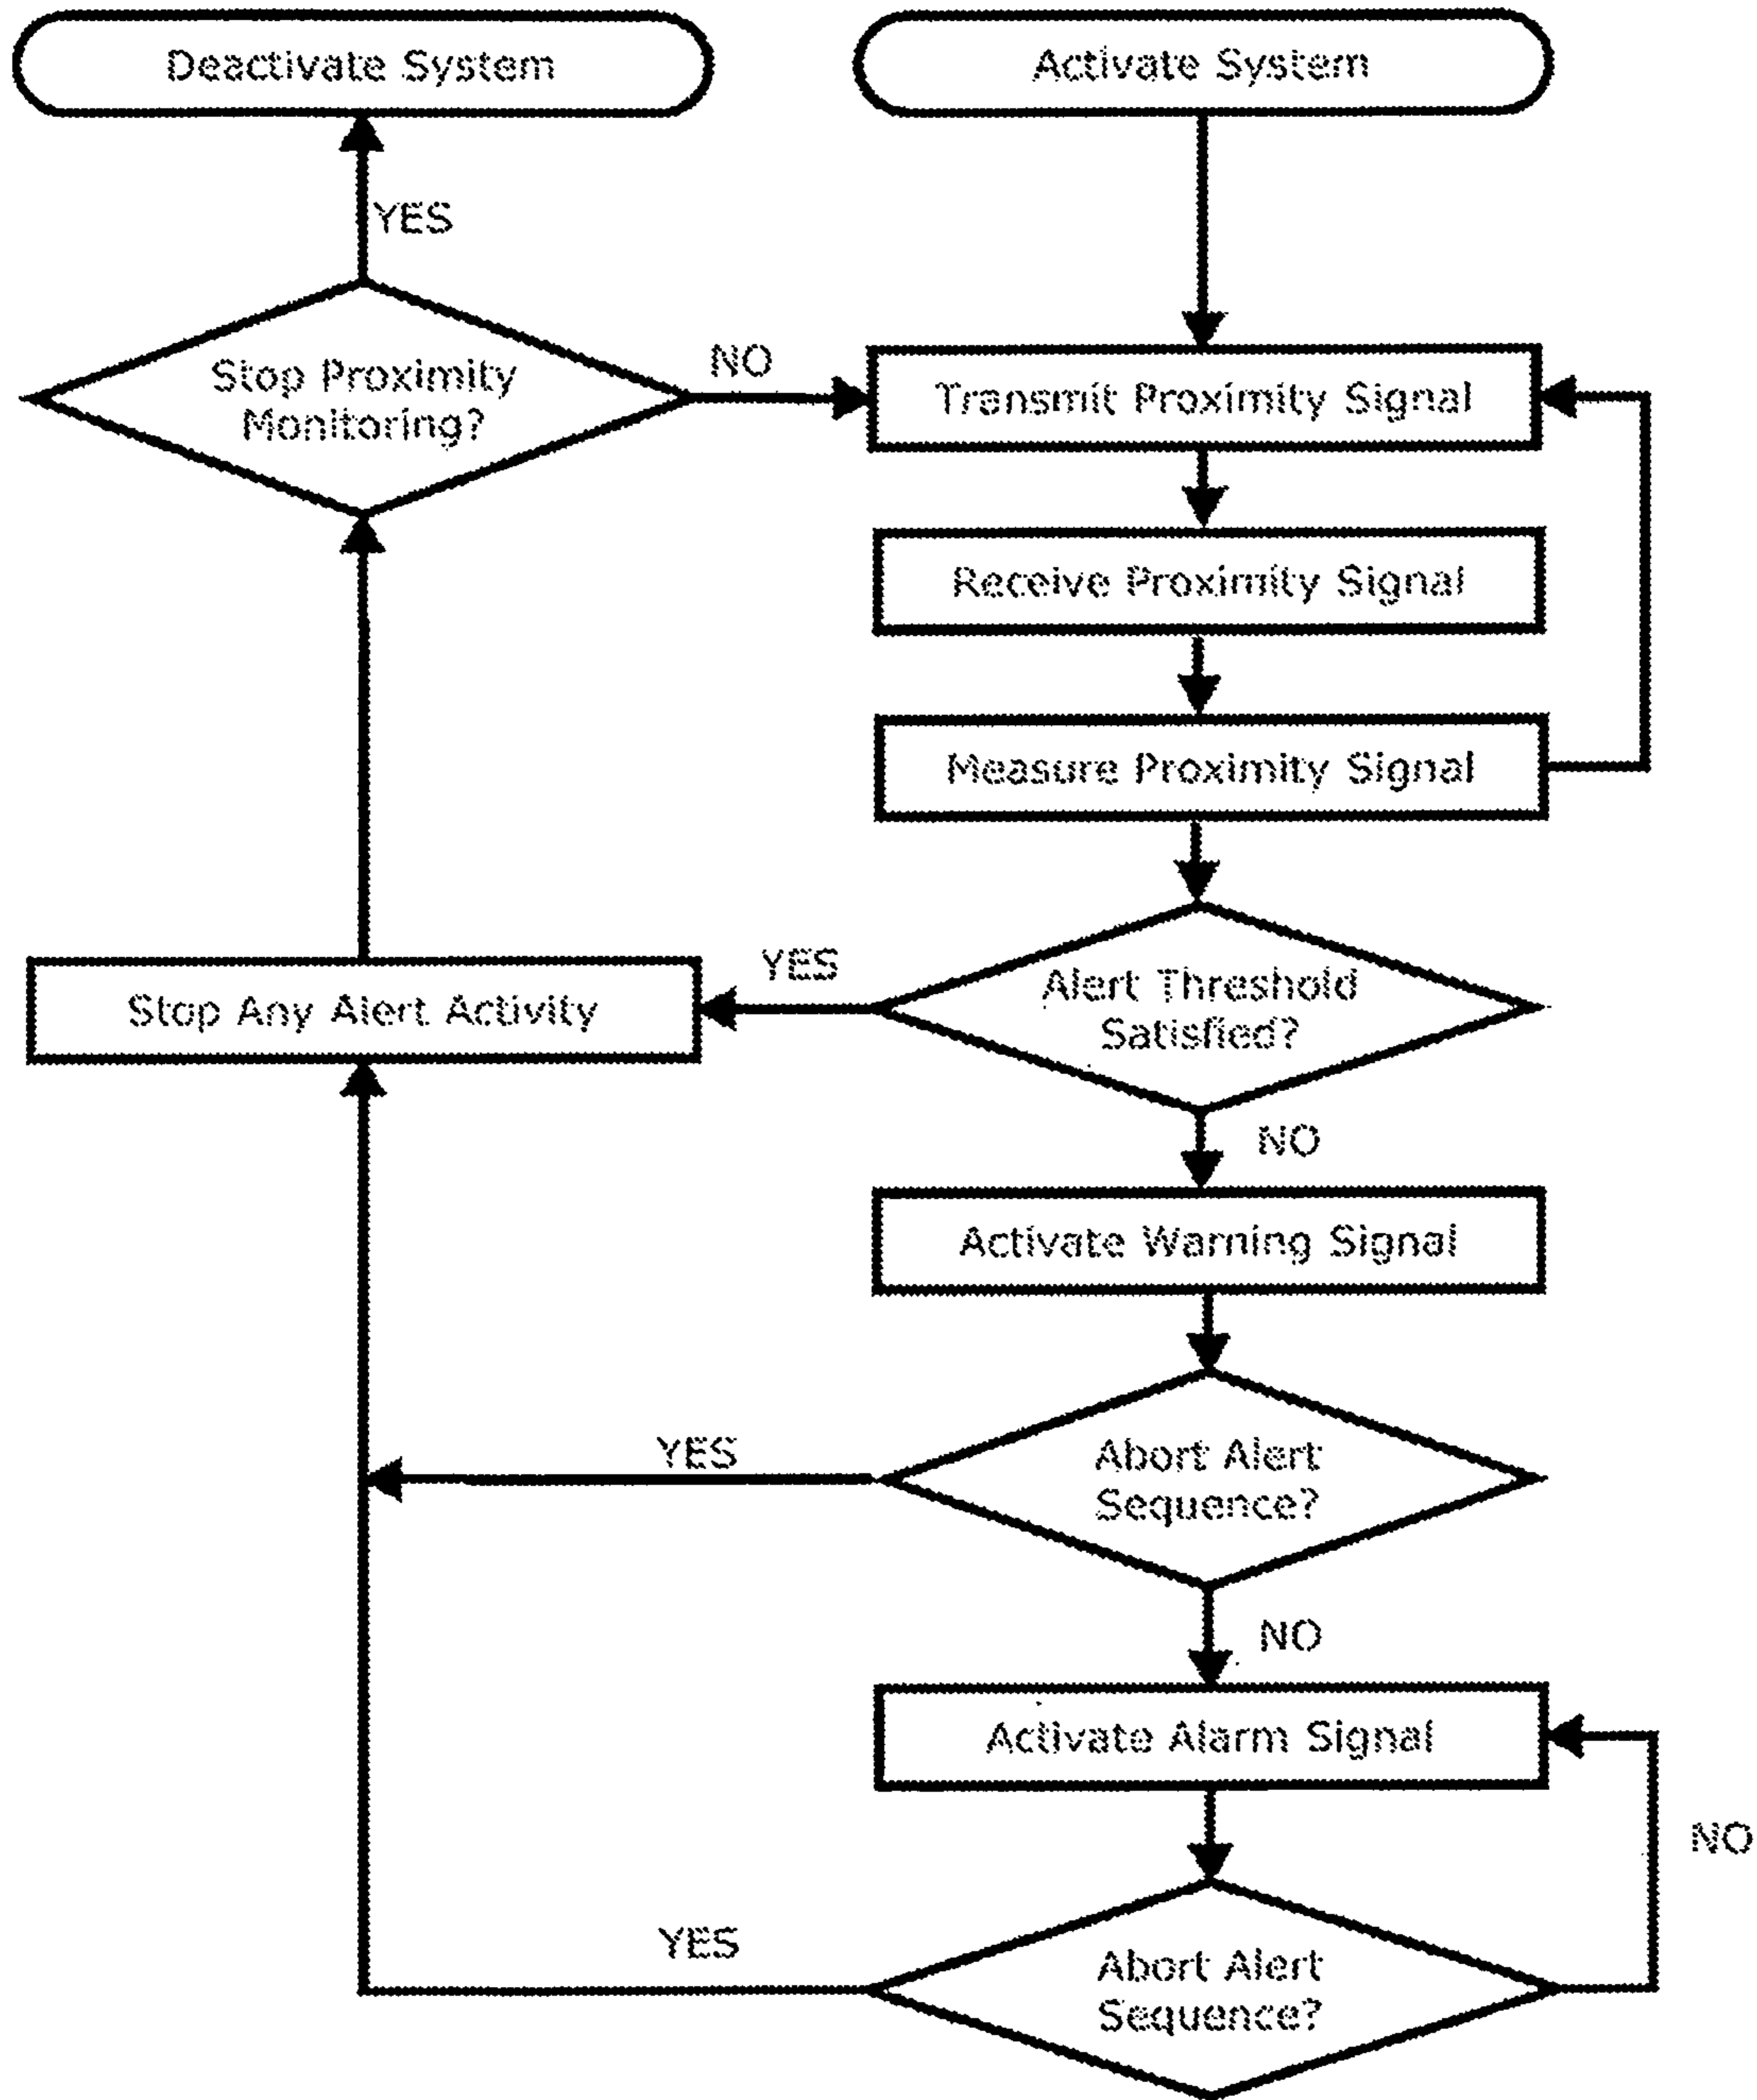 Deactivate System
Activate System
YES
Stop Proximity
Monitoring?
NO
Transmit Proximity Signal
Receive Proximity Signal
Measure Proximity Signal
Alert Threshold
Satisfied?
YES
Stop Any Alert Activity
NO
Activate Warning Signal
Abort Alert
Sequence?
YES
NO
Activate Alarm Signal
NO
YES
Abort Alert
Sequence?